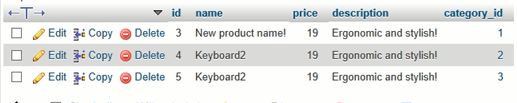 id name price description category_id
Edit Copy Delete 3 New product name! 19 Ergonomic and stylish! 1
Edit Copy Delete 4 Keyboard2 19 Ergonomic and stylish! 2
Edit Copy Delete 5 Keyboard2 19 Ergonomic and stylish! 3